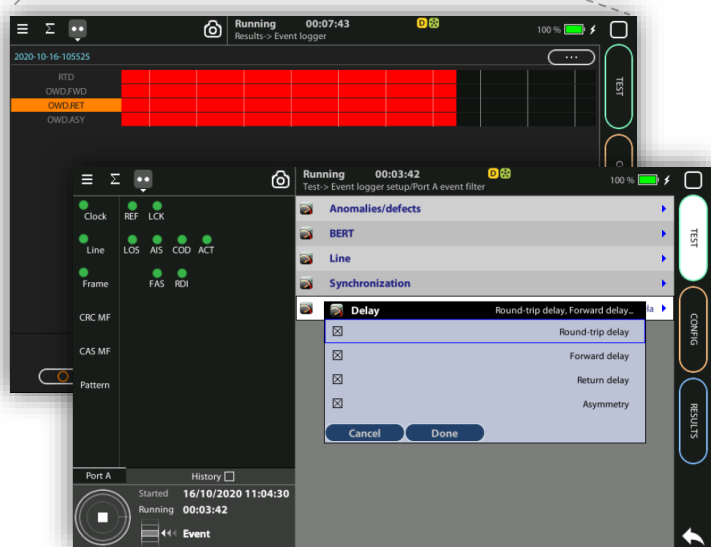 Σ
Running 00:07:43
Results-> Event logger
D
100 %
2020-10-16-105525
...
RTD
OWD.FWD
OWD.RET
OWD.ASY
TEST
Σ
Running 00:03:42
Test-> Event logger setup/Port A event filter
D
100 %
Clock REF LCK
Line LOS AIS COD ACT
Frame FAS RDI
CRC MF
CAS MF
Pattern
Anomalies/defects
BERT
Line
Synchronization
Delay Round-trip delay, Forward delay...
Round-trip delay
Forward delay
Return delay
Asymmetry
Cancel Done
TEST
CONFIG
RESULTS
Port A History
Started 16/10/2020 11:04:30
Running 00:03:42
Event